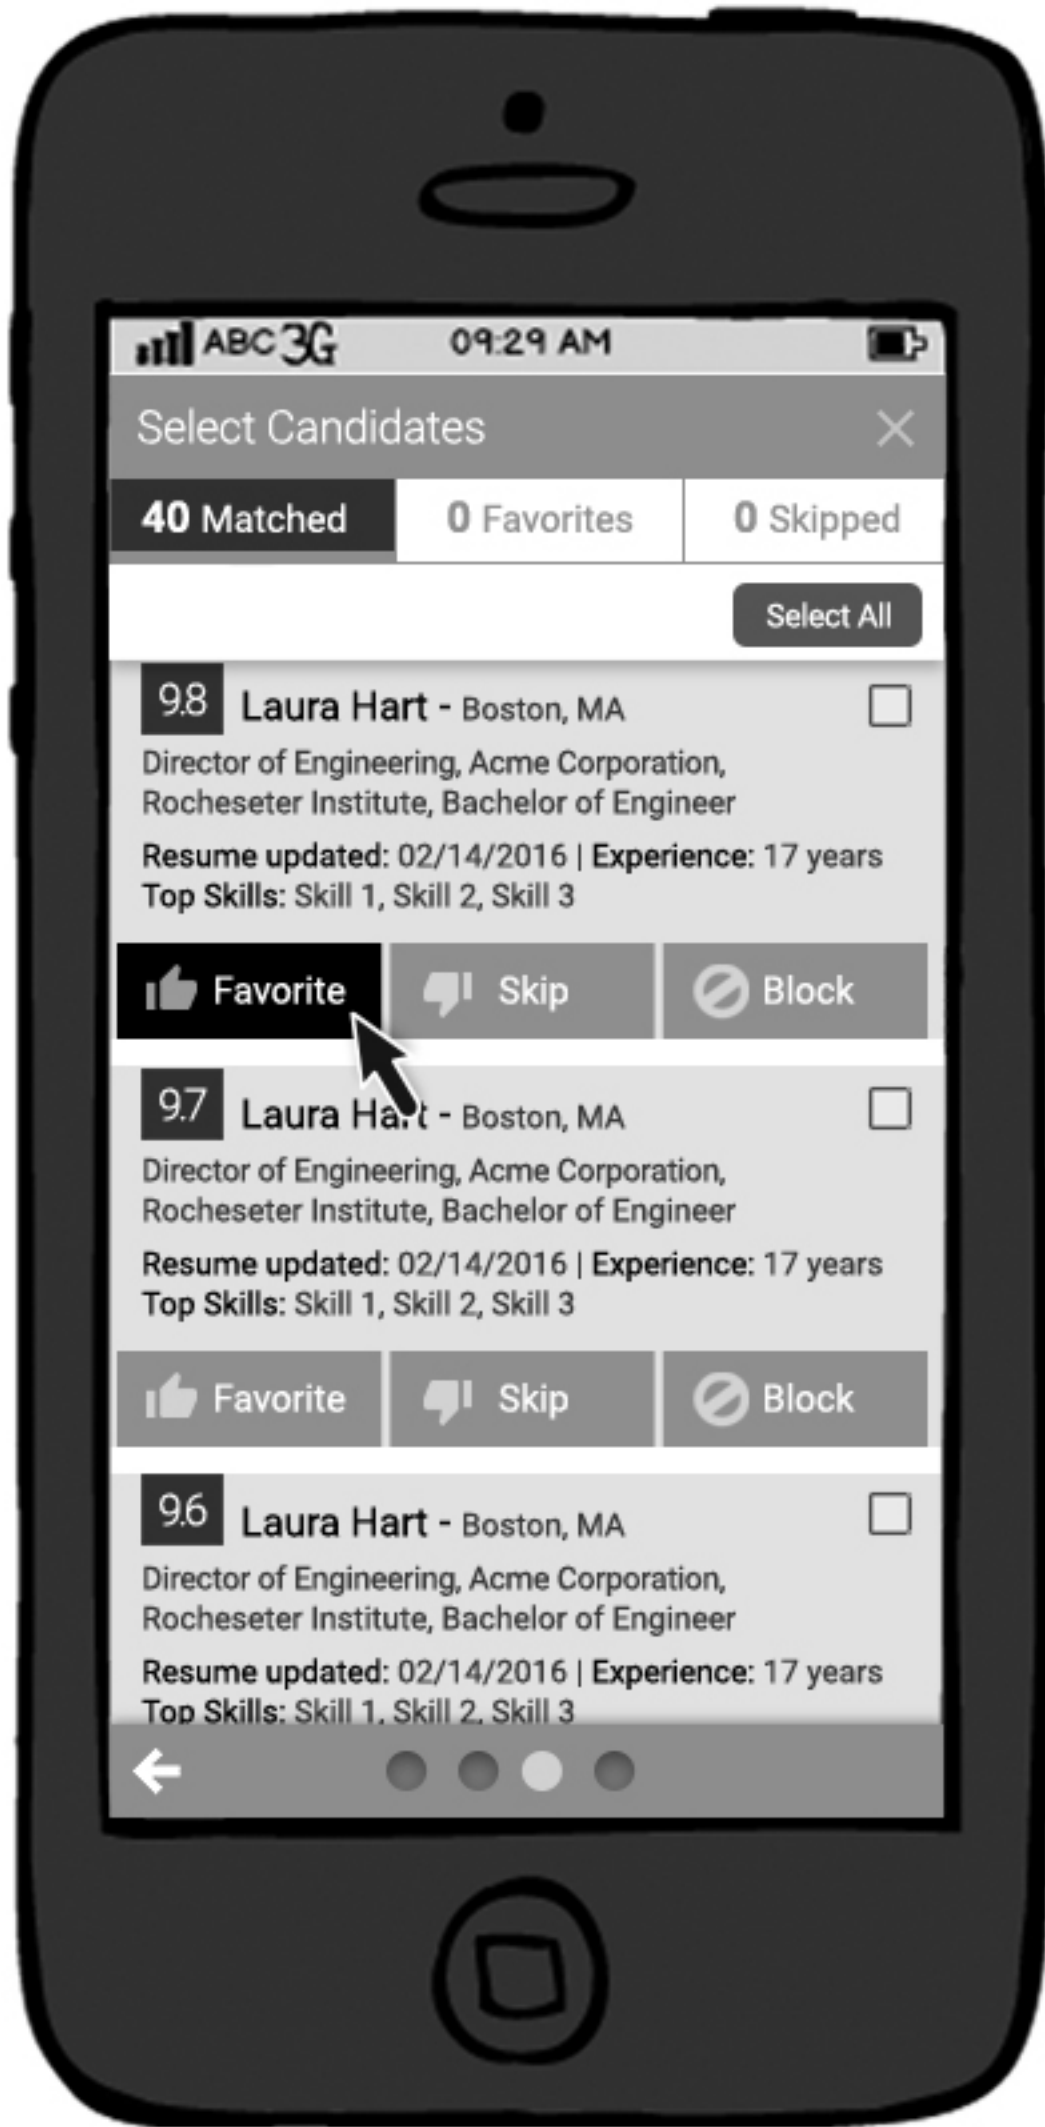 ABC 3G 09:29 AM
Select Candidates
40 Matched 0 Favorites 0 Skipped
Select All
9.8 Laura Hart - Boston, MA
Director of Engineering, Acme Corporation,
Rocheseter Institute, Bachelor of Engineer
Resume updated: 02/14/2016 | Experience: 17 years
Top Skills: Skill 1, Skill 2, Skill 3
Favorite Skip Block
9.7 Laura Hart - Boston, MA
Director of Engineering, Acme Corporation,
Rocheseter Institute, Bachelor of Engineer
Resume updated: 02/14/2016 | Experience: 17 years
Top Skills: Skill 1, Skill 2, Skill 3
Favorite Skip Block
9.6 Laura Hart - Boston, MA
Director of Engineering, Acme Corporation,
Rocheseter Institute, Bachelor of Engineer
Resume updated: 02/14/2016 | Experience: 17 years
Top Skills: Skill 1, Skill 2, Skill 3